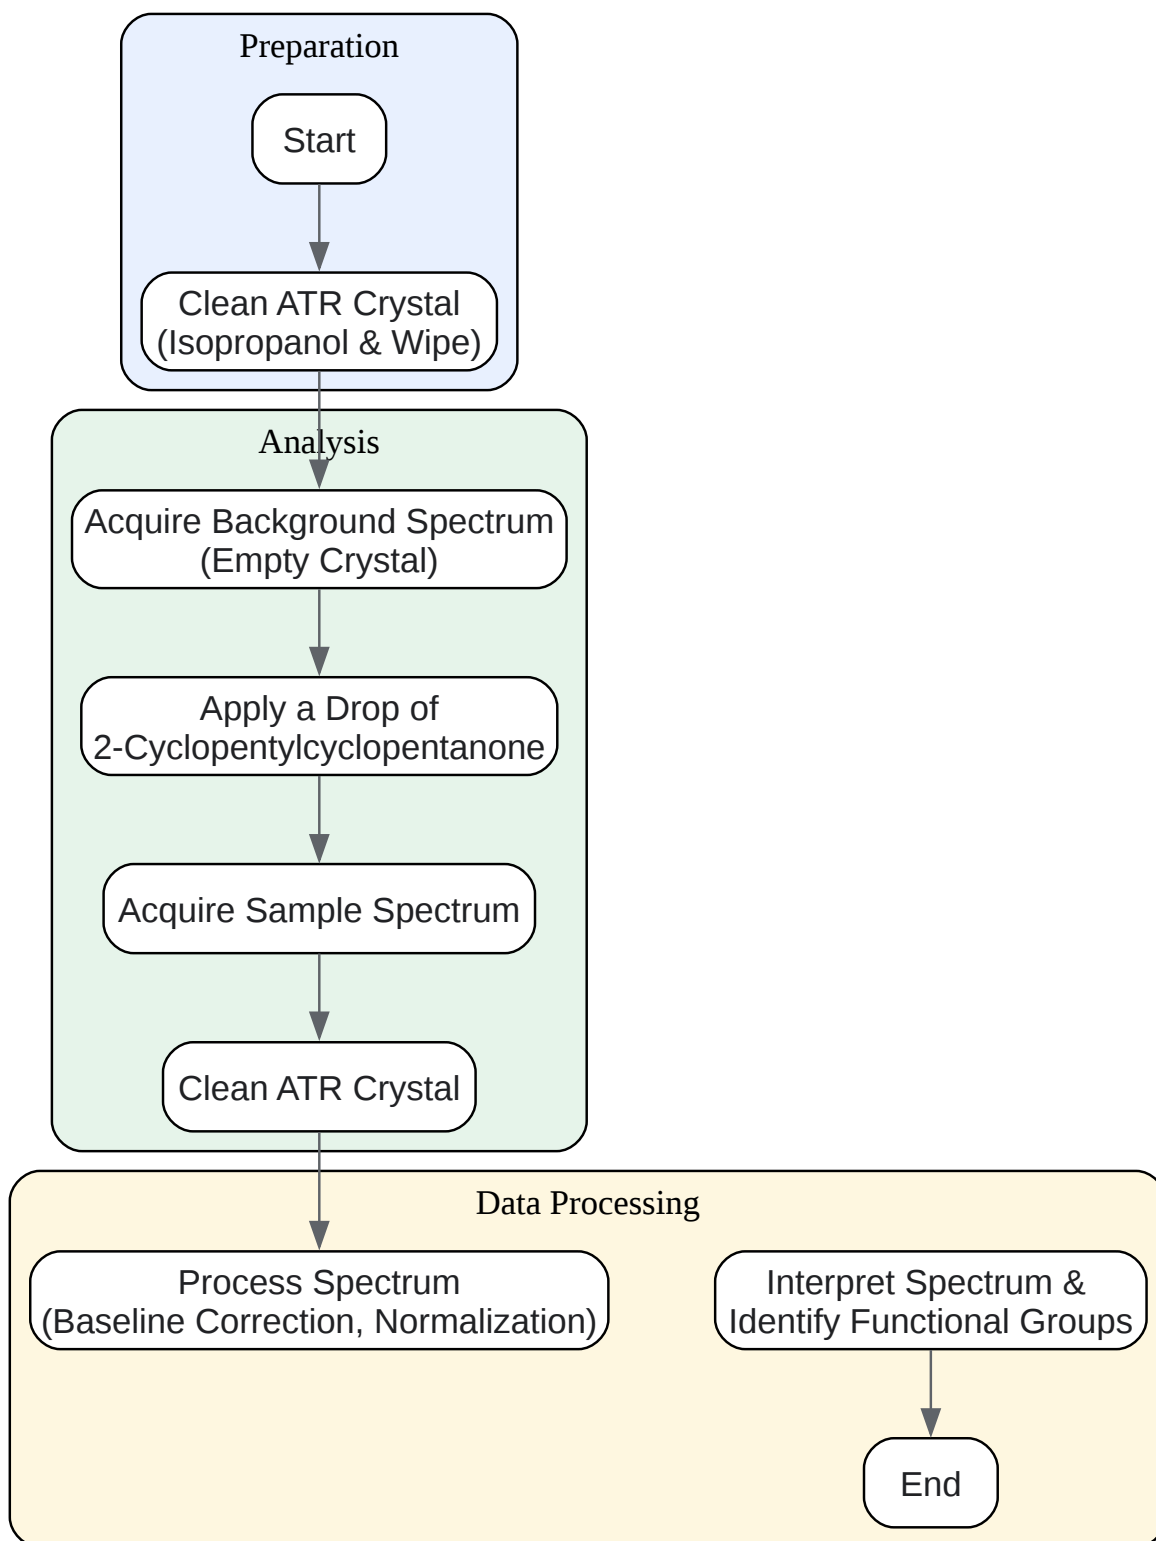 Preparation
Start
Clean ATR Crystal
(Isopropanol & Wipe)
Analysis
Acquire Background Spectrum
(Empty Crystal)
Apply a Drop of
2-Cyclopentylcyclopentanone
Acquire Sample Spectrum
Clean ATR Crystal
Data Processing
Process Spectrum
(Baseline Correction, Normalization)
Interpret Spectrum &
Identify Functional Groups
End